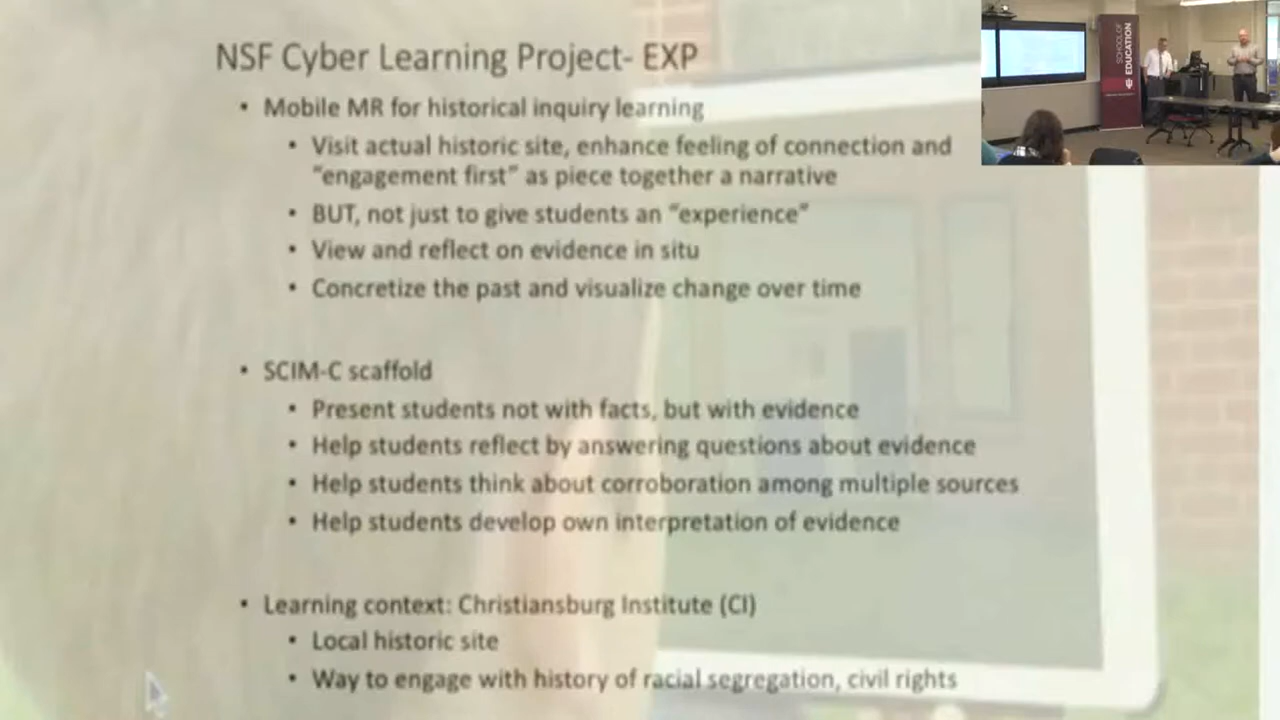 NSF Cyber Learning Project- EXP
• Mobile MR for historical inquiry learning
• Visit actual historic site, enhance feeling of connection and
"engagement first" as piece together a narrative
• BUT, not just to give students an "experience"
• View and reflect on evidence in situ
• Concretize the past and visualize change over time
• SCIM-C scaffold
• Present students not with facts, but with evidence
• Help students reflect by answering questions about evidence
• Help students think about corroboration among multiple sources
• Help students develop own interpretation of evidence
• Learning context: Christiansburg Institute (CI)
• Local historic site
• Way to engage with history of racial segregation, civil rights
SCHOOL OF
EDUCATION